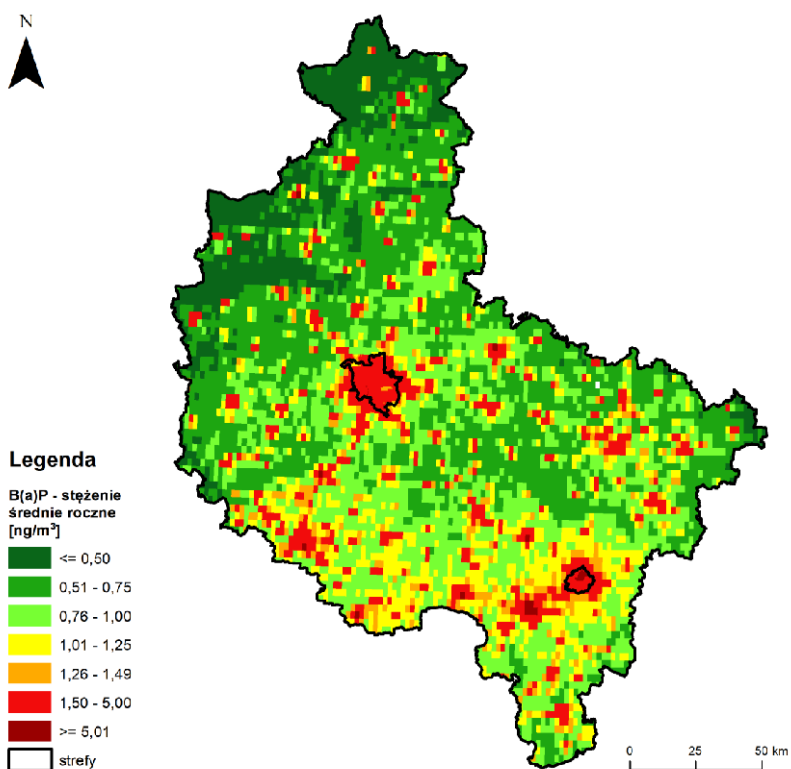 N
Legenda
B(a)P - stężenie
średnie roczne
[ng/m³]
<= 0,50
0,51 - 0,75
0,76 - 1,00
1,01 - 1,25
1,26 - 1,49
1,50 - 5,00
>= 5,01
strefy
0 25 50 km